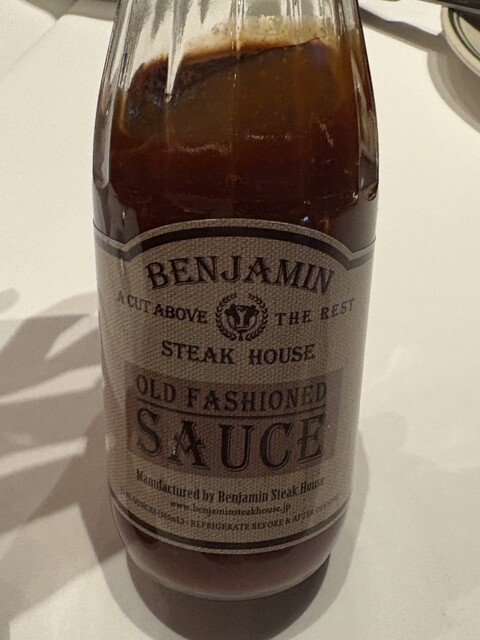 BENJAMIN
A CUT ABOVE THE REST
STEAK HOUSE
OLD FASHIONED
SAUCE
Manufactured by Benjamin Steak House
www.benjaminsteakhouse.jp
REFRIGERATE BEFORE & AFTER OPENING